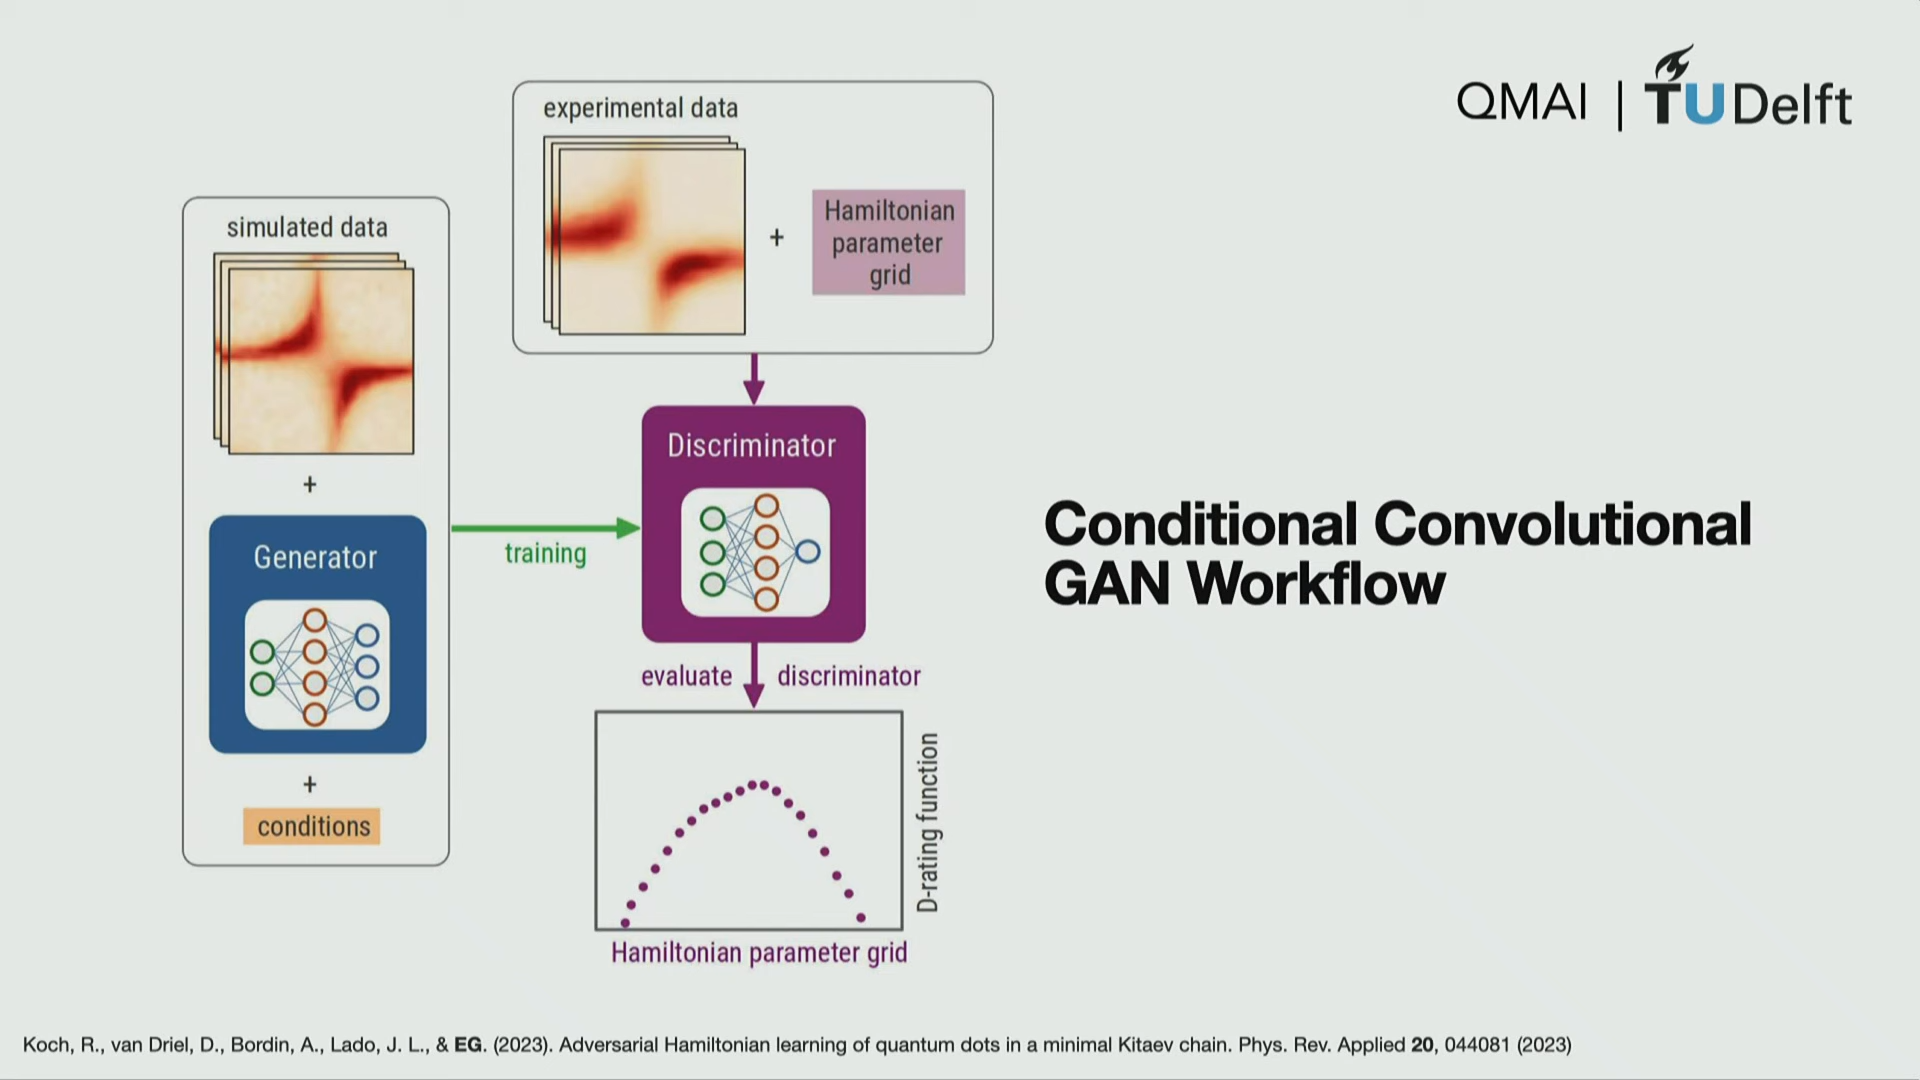 QMAI | TU Delft
experimental data
+
Hamiltonian
parameter
grid
simulated data
+
Generator
+
conditions
training
Discriminator
evaluate discriminator
D-rating function
Hamiltonian parameter grid
Conditional Convolutional
GAN Workflow
Koch, R., van Driel, D., Bordin, A., Lado, J. L., & EG. (2023). Adversarial Hamiltonian learning of quantum dots in a minimal Kitaev chain. Phys. Rev. Applied 20, 044081 (2023)